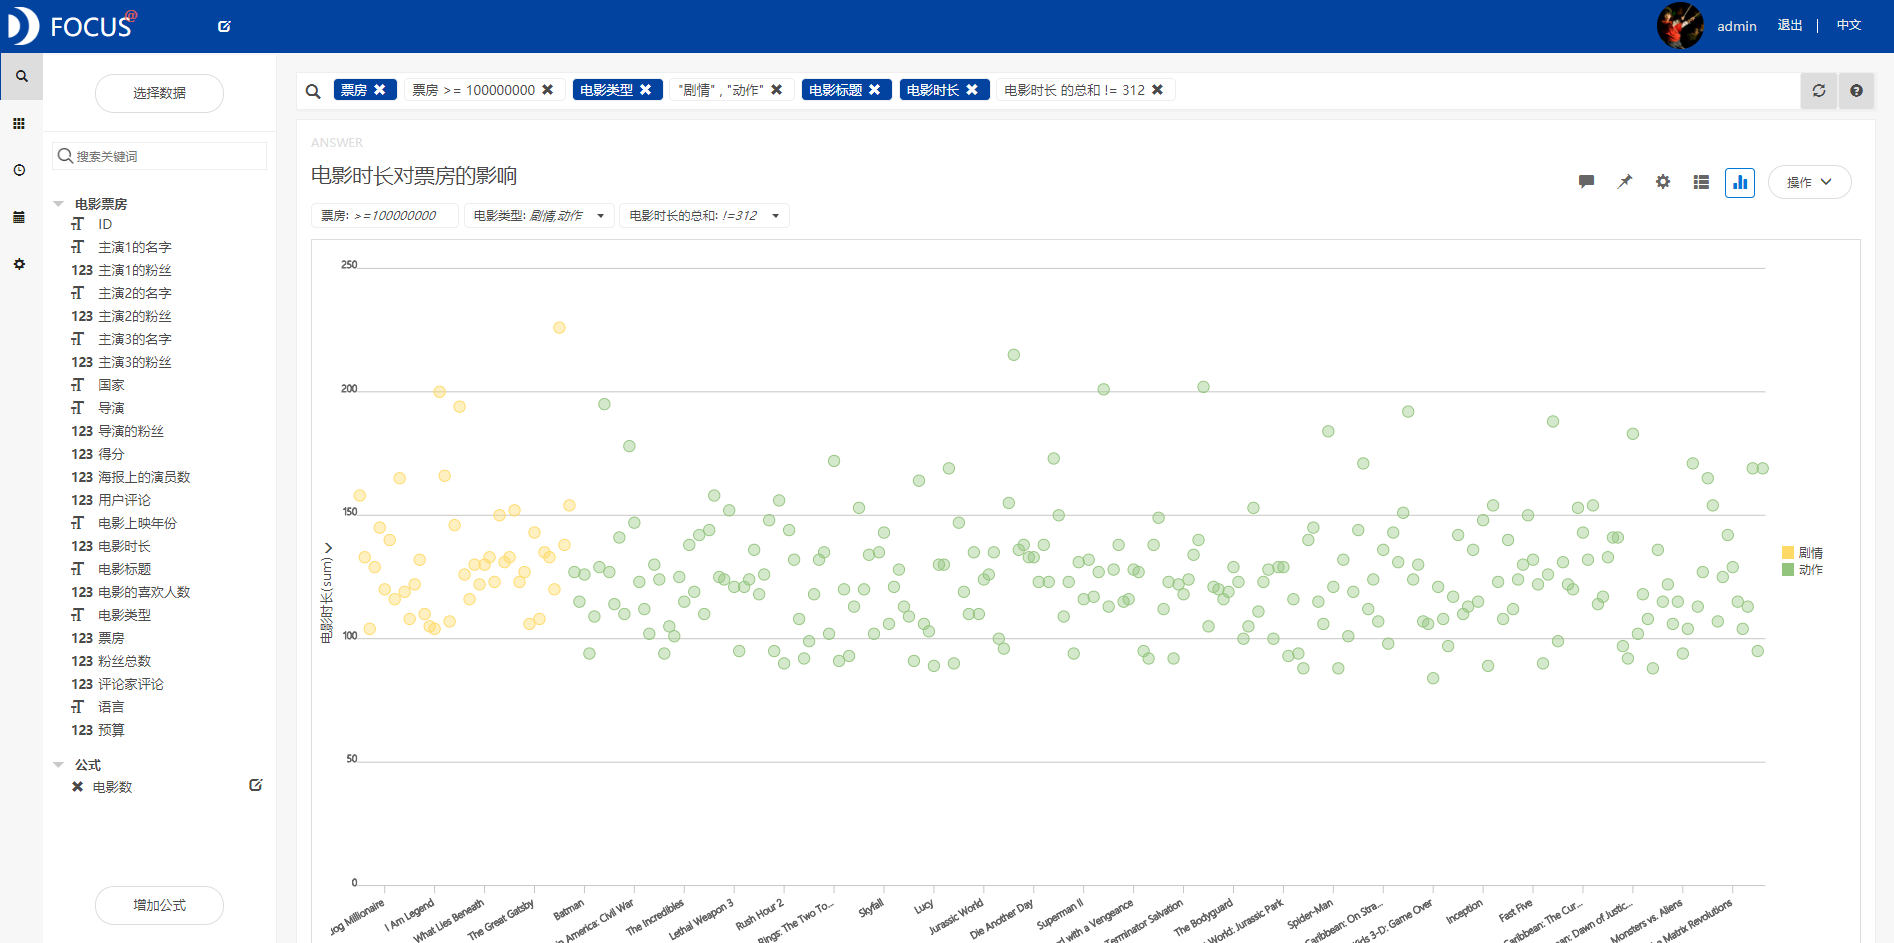 FOCUS@
admin 退出 | 中文
选择数据
搜索关键词
电影票房
ID
主演1的名字
123 主演1的粉丝
主演2的名字
123 主演2的粉丝
主演3的名字
123 主演3的粉丝
国家
导演
123 导演的粉丝
123 得分
123 海报上的演员数
123 用户评论
电影上映年份
123 电影时长
电影标题
123 电影的喜欢人数
电影类型
123 票房
123 粉丝总数
123 评论家评论
语言
123 预算
公式
电影数
增加公式
票房 票房 >= 100000000 电影类型 "剧情" , "动作" 电影标题 电影时长 电影时长 的总和 != 312
ANSWER
电影时长对票房的影响
操作
票房: >=100000000 电影类型: 剧情,动作 电影时长的总和: !=312
250
200
150
100
50
0
电影时长(sum)
剧情
动作
I Am Legend
What Lies Beneath
The Great Gatsby
Batman
The Incredibles
Lethal Weapon 3
Rush Hour 2
Skyfall
Lucy
Jurassic World
Die Another Day
Superman II
Terminator Salvation
The Bodyguard
World: Jurassic Park
Spider-Man
Caribbean: On Stra...
3-D: Game Over
Inception
Fast Five
Caribbean: The Cur...
Dawn of Justic...
Monsters vs. Aliens
Matrix Revolutions